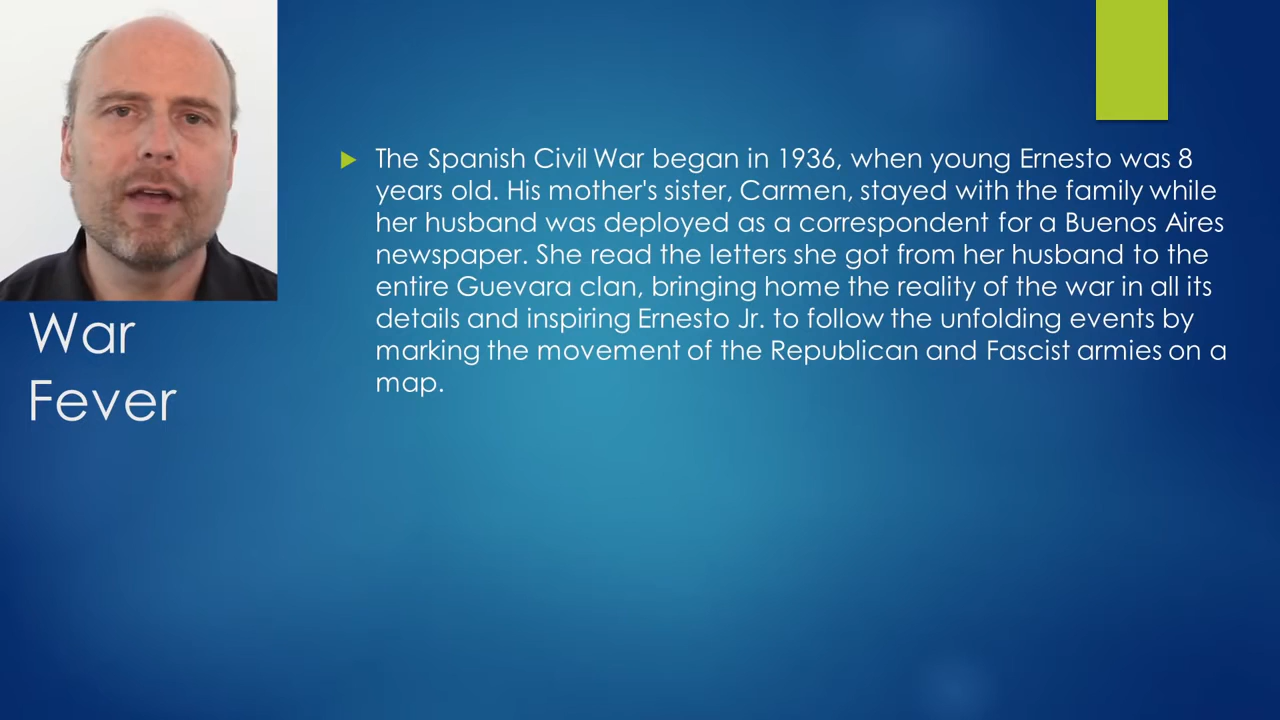 War
Fever
The Spanish Civil War began in 1936, when young Ernesto was 8
years old. His mother's sister, Carmen, stayed with the family while
her husband was deployed as a correspondent for a Buenos Aires
newspaper. She read the letters she got from her husband to the
entire Guevara clan, bringing home the reality of the war in all its
details and inspiring Ernesto Jr. to follow the unfolding events by
marking the movement of the Republican and Fascist armies on a
map.